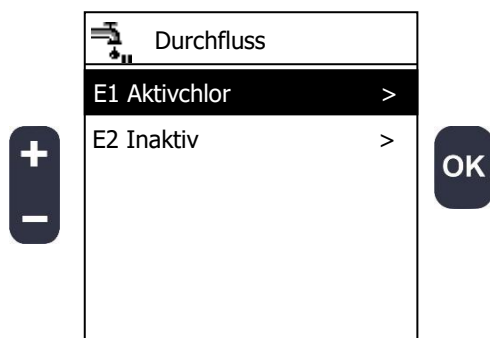 Durchfluss
E1 Aktivchlor >
E2 Inaktiv >
+
–
OK